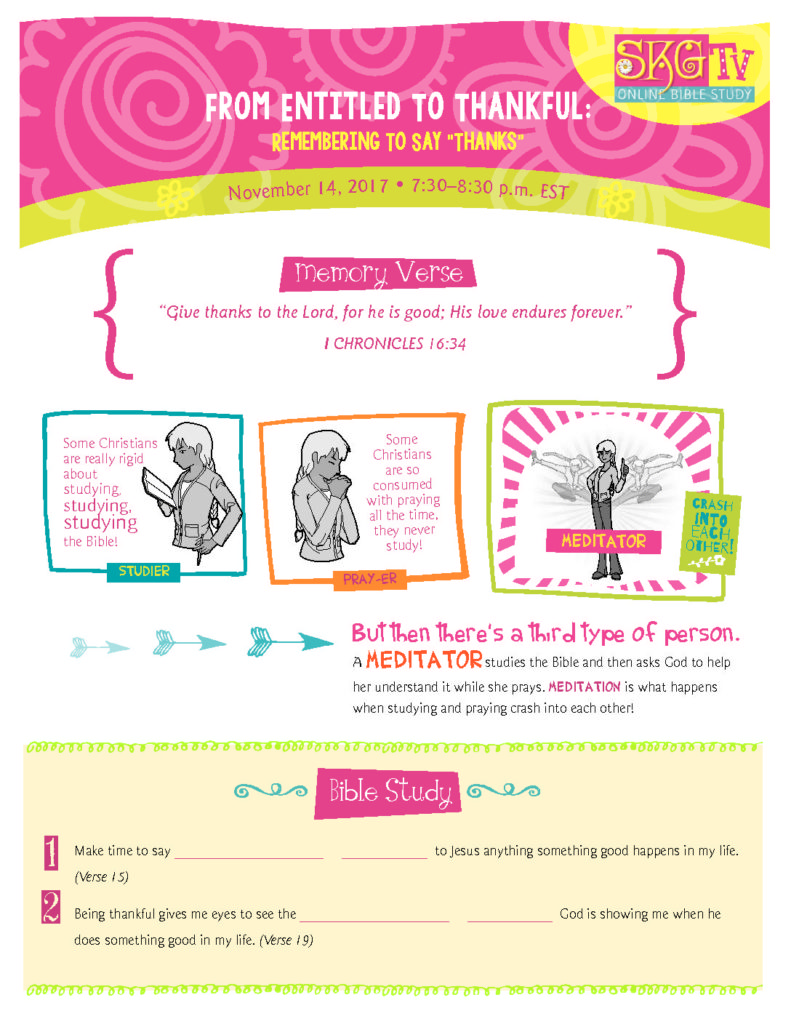 SKG TV
ONLINE BIBLE STUDY
FROM ENTITLED TO THANKFUL:
REMEMBERING TO SAY "THANKS"
November 14, 2017 • 7:30–8:30 p.m. EST
Memory Verse
“Give thanks to the Lord, for he is good; His love endures forever.”
1 CHRONICLES 16:34
Some Christians
are really rigid
about
studying,
studying,
studying
the Bible!
STUDIER
Some
Christians
are so
consumed
with praying
all the time,
they never
study!
PRAY-ER
MEDITATOR
CRASH
INTO
EACH
OTHER!
But then there's a third type of person.
A MEDITATOR studies the Bible and then asks God to help
her understand it while she prays. MEDITATION is what happens
when studying and praying crash into each other!
Bible Study
1 Make time to say ____________ ________ to Jesus anything something good happens in my life.
(Verse 15)
2 Being thankful gives me eyes to see the ____________ ________ God is showing me when he
does something good in my life. (Verse 19)